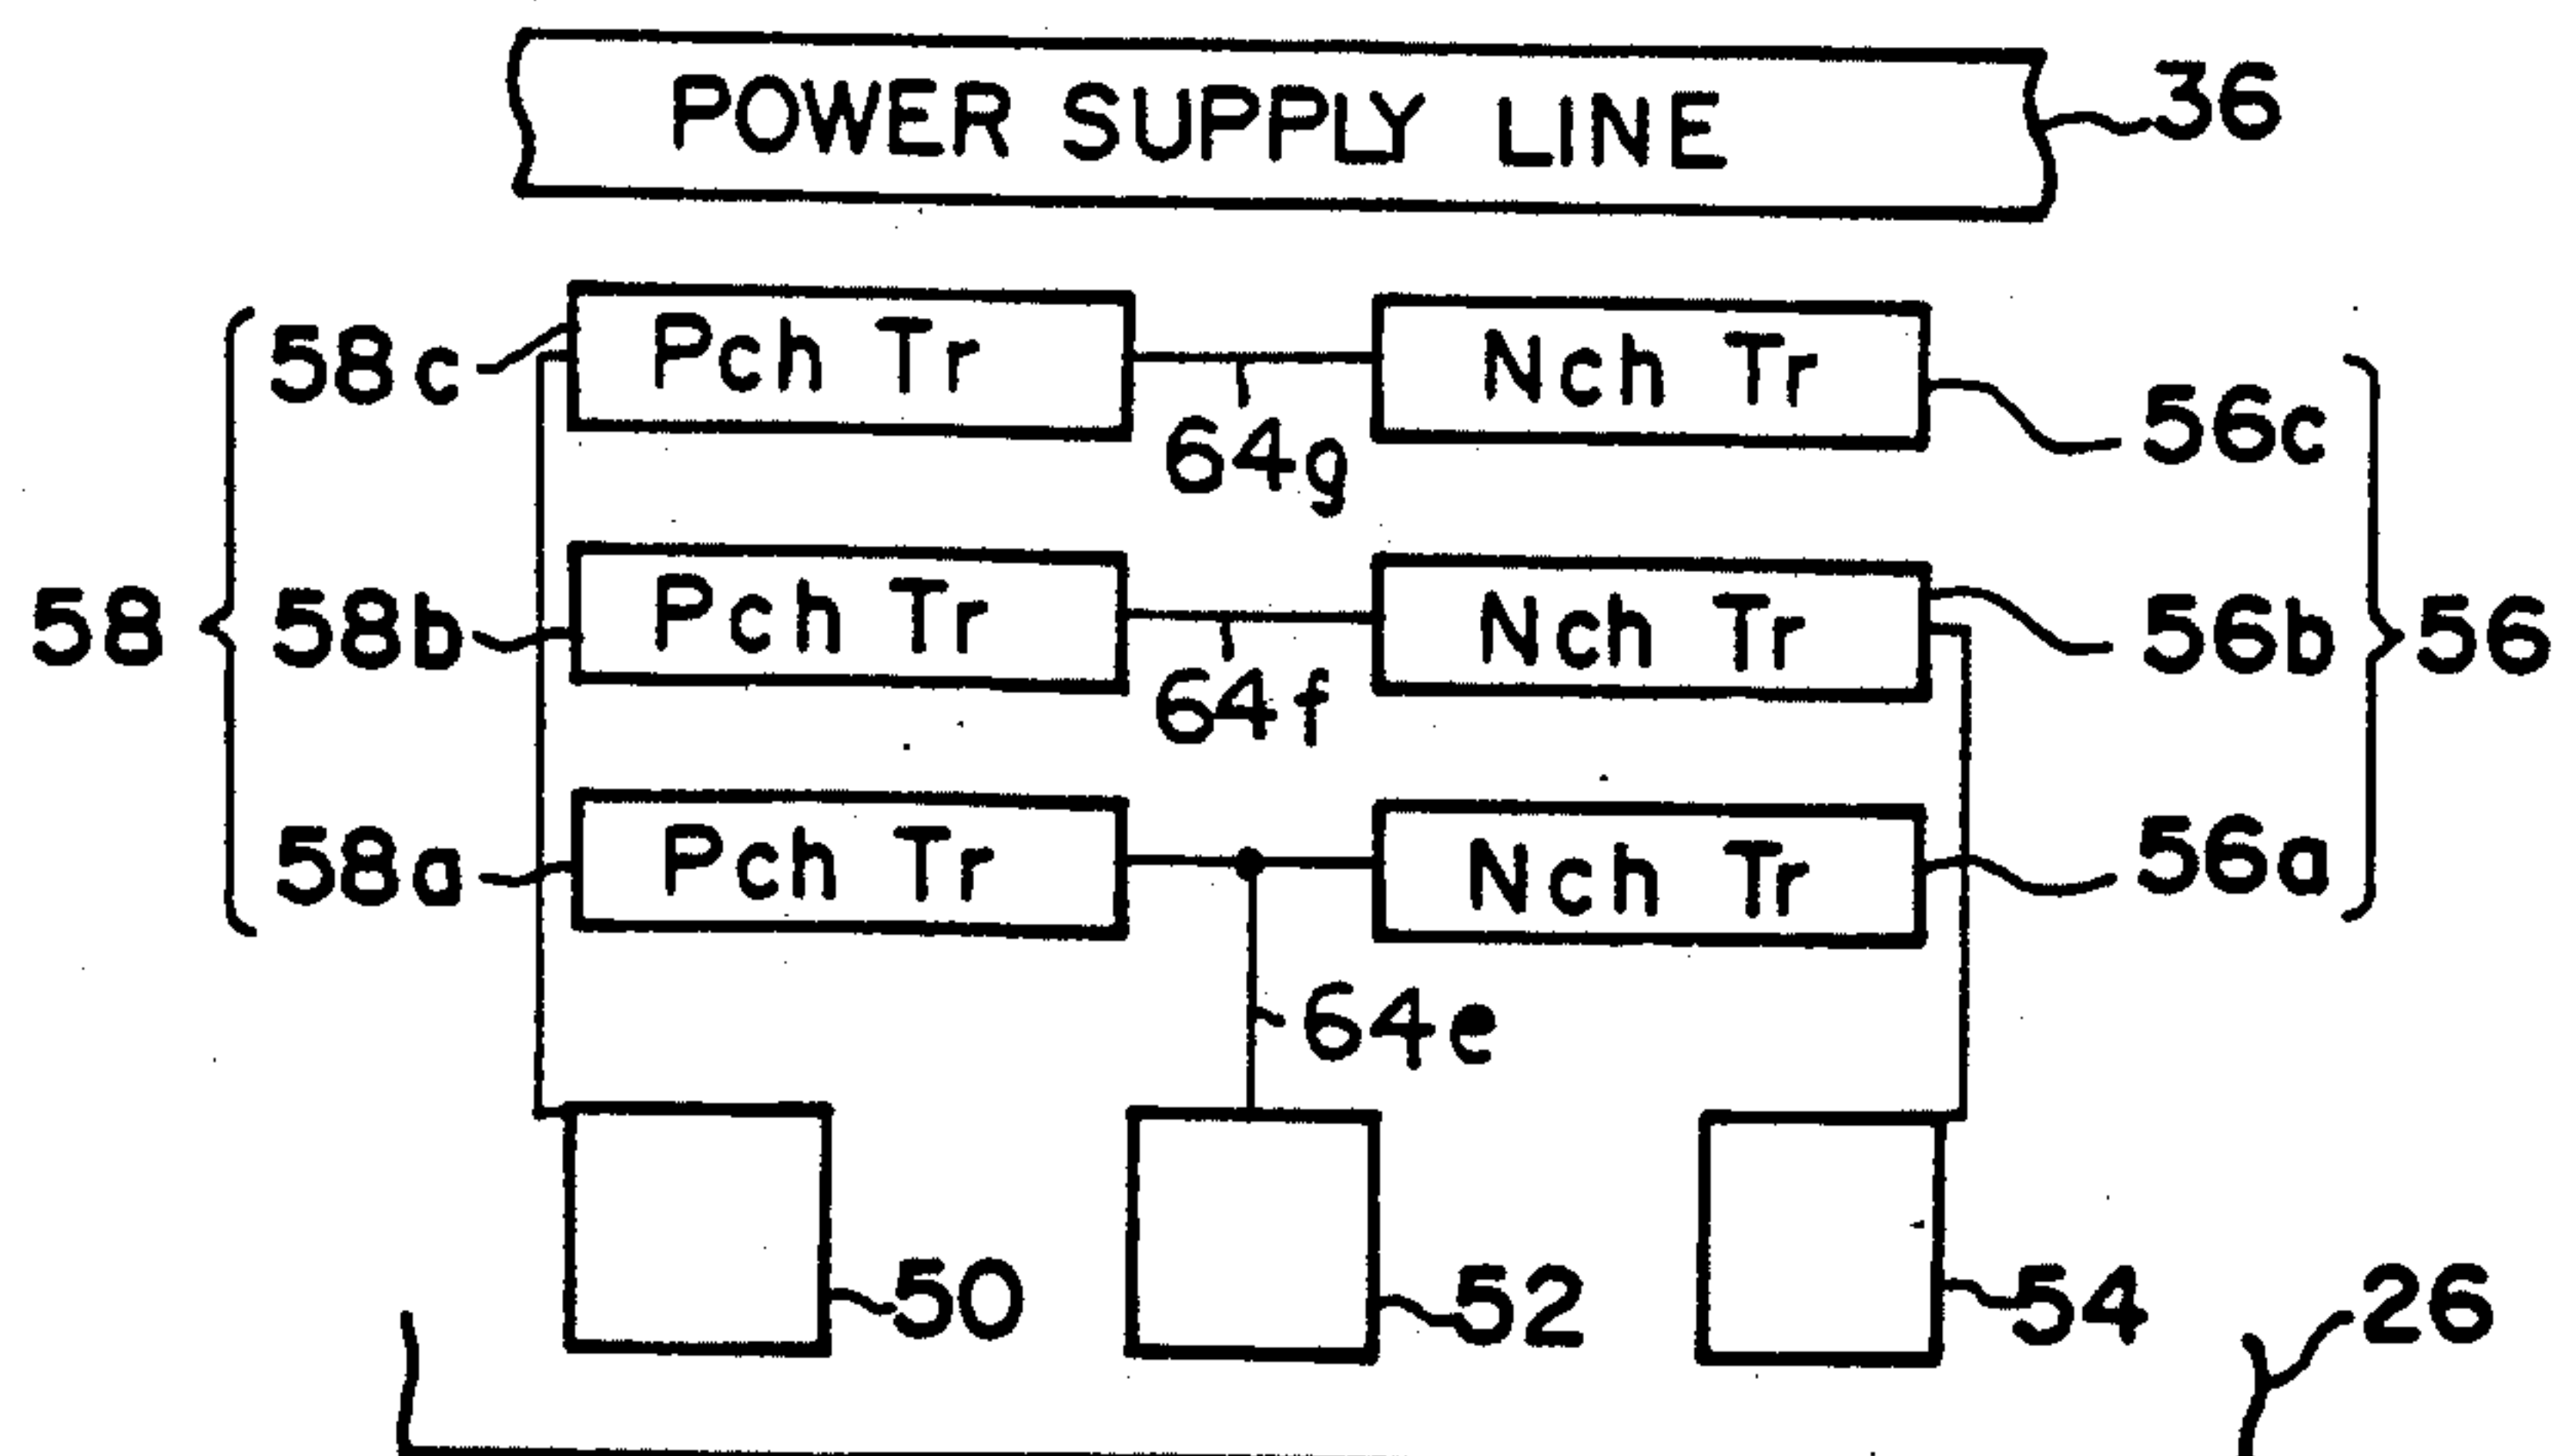 POWER SUPPLY LINE 36
58c Pch Tr 64g Nch Tr 56c
58 58b Pch Tr 64f Nch Tr 56b 56
58a Pch Tr Nch Tr 56a
64e
50 52 54 26